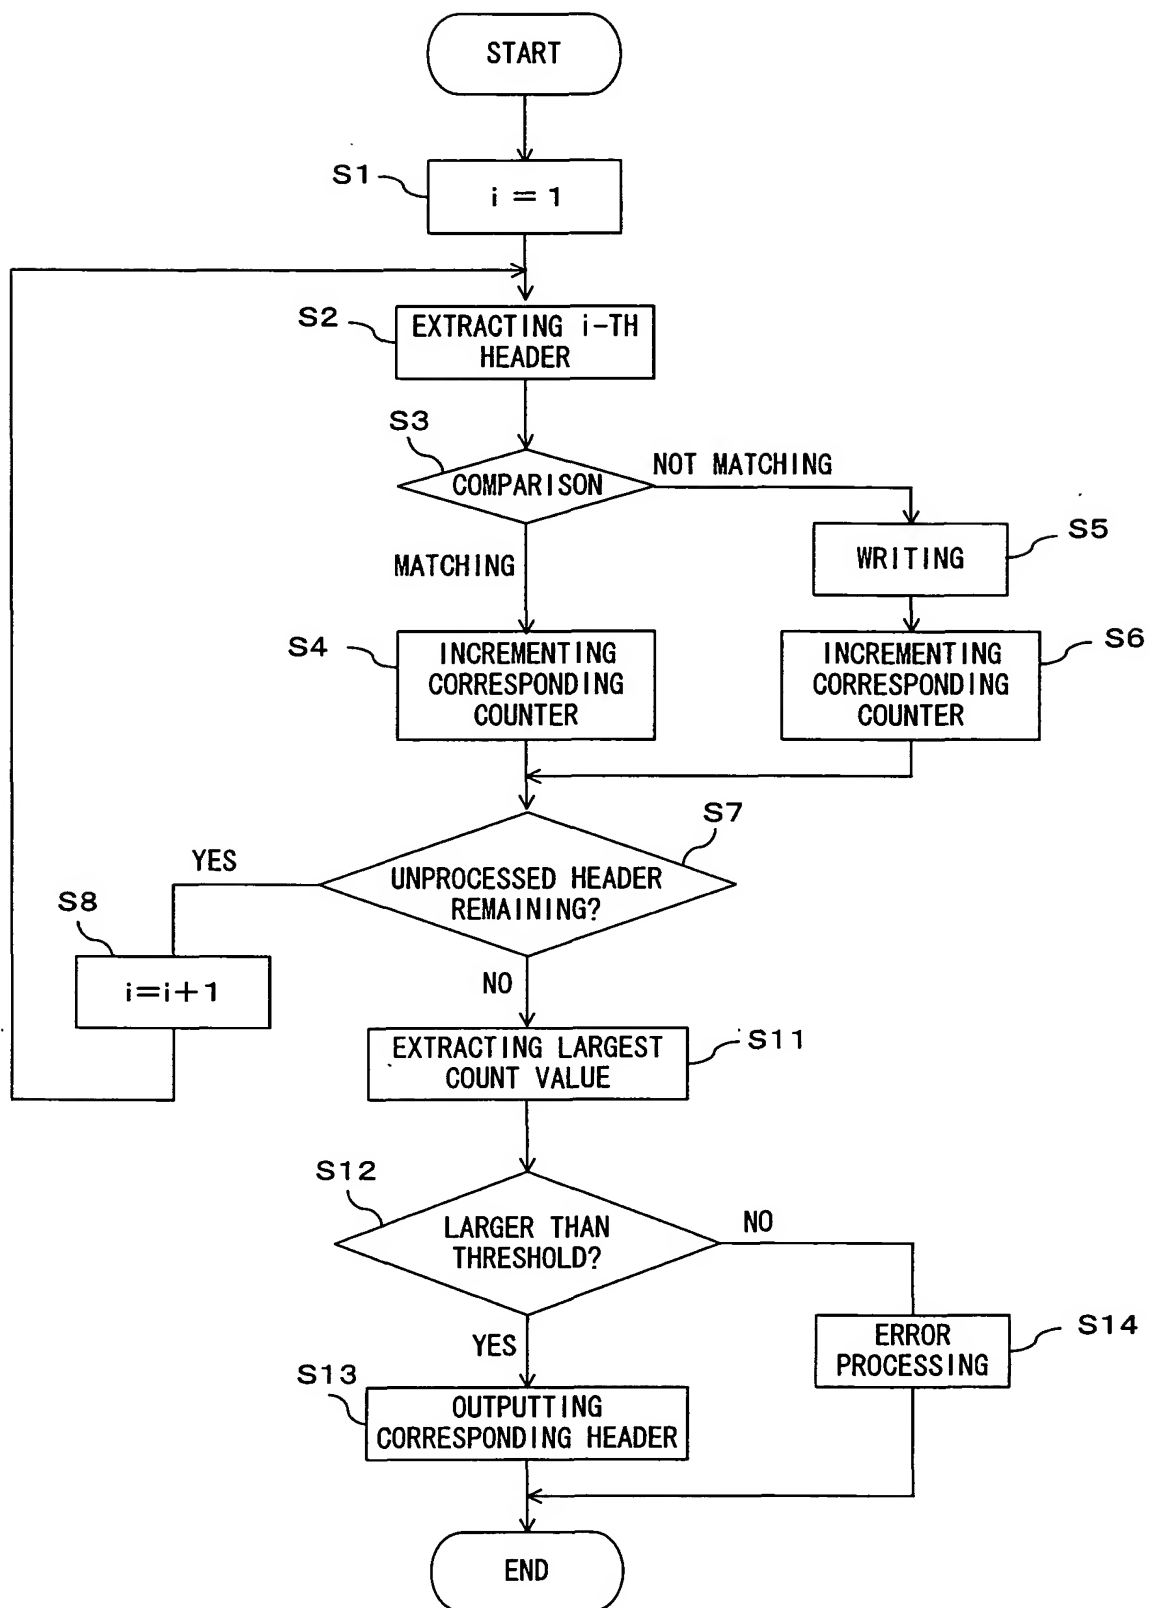 START
S1
i = 1
S2
EXTRACTING i-TH
HEADER
S3
COMPARISON
NOT MATCHING
MATCHING
S5
WRITING
S4
INCREMENTING
CORRESPONDING
COUNTER
S6
INCREMENTING
CORRESPONDING
COUNTER
S7
UNPROCESSED HEADER
REMAINING?
YES
S8
i=i+1
NO
S11
EXTRACTING LARGEST
COUNT VALUE
S12
LARGER THAN
THRESHOLD?
NO
YES
S14
ERROR
PROCESSING
S13
OUTPUTTING
CORRESPONDING HEADER
END